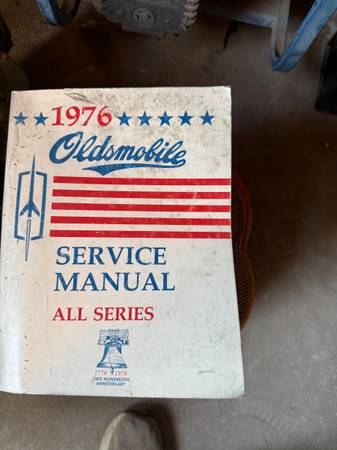 1976
Oldsmobile
SERVICE
MANUAL
ALL SERIES
1776 1976
TWO HUNDREDTH
ANNIVERSARY